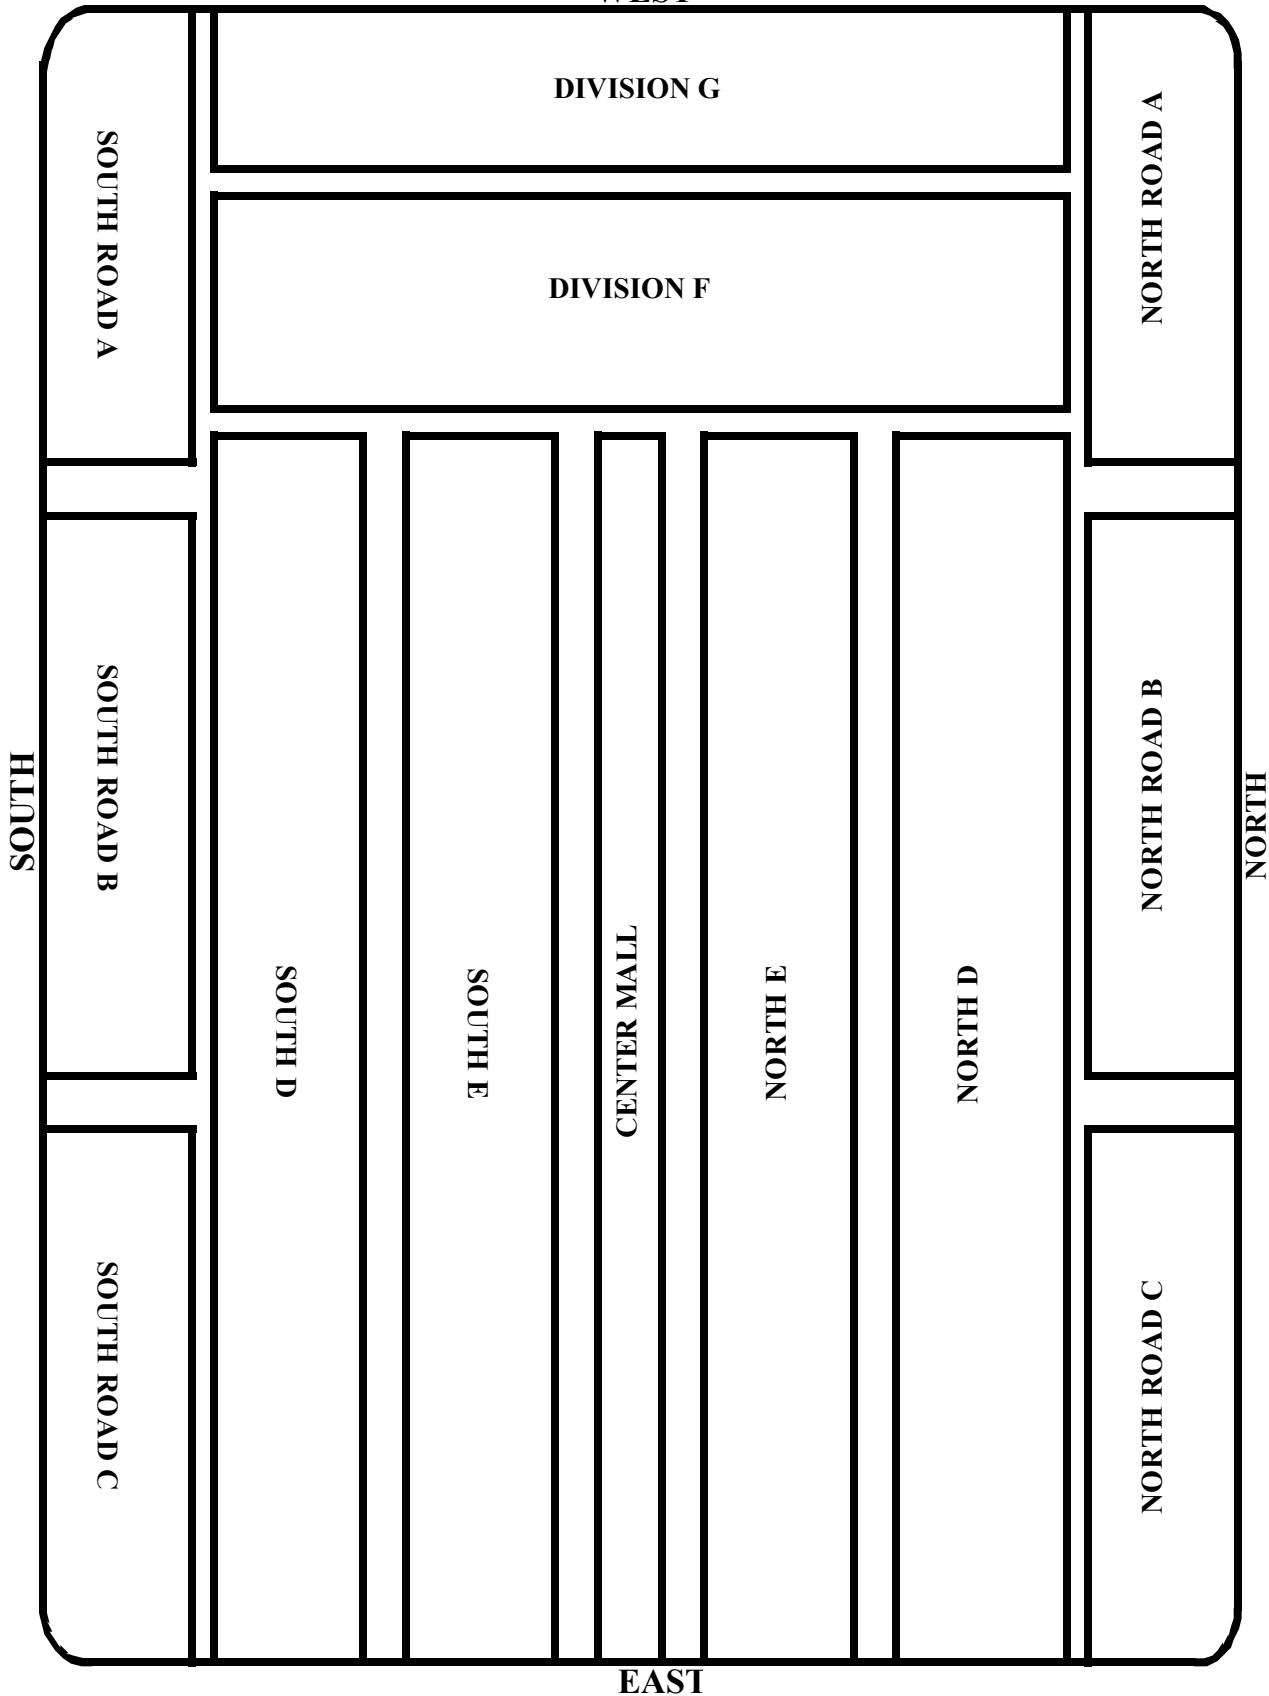 WEST
DIVISION G
SOUTH ROAD A
NORTH ROAD A
DIVISION F
SOUTH
SOUTH ROAD B
NORTH ROAD B
NORTH
SOUTH D
SOUTH E
CENTER MALL
NORTH E
NORTH D
SOUTH ROAD C
NORTH ROAD C
EAST